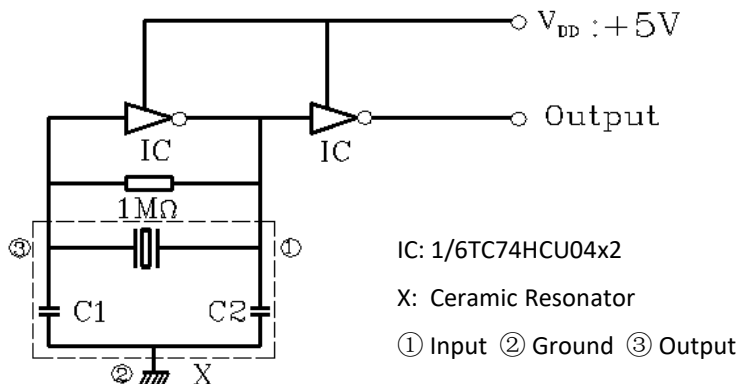 V_DD :+5V
Output
IC
IC
1MΩ
③
①
C1
C2
②
X
IC: 1/6TC74HCU04x2
X: Ceramic Resonator
① Input ② Ground ③ Output